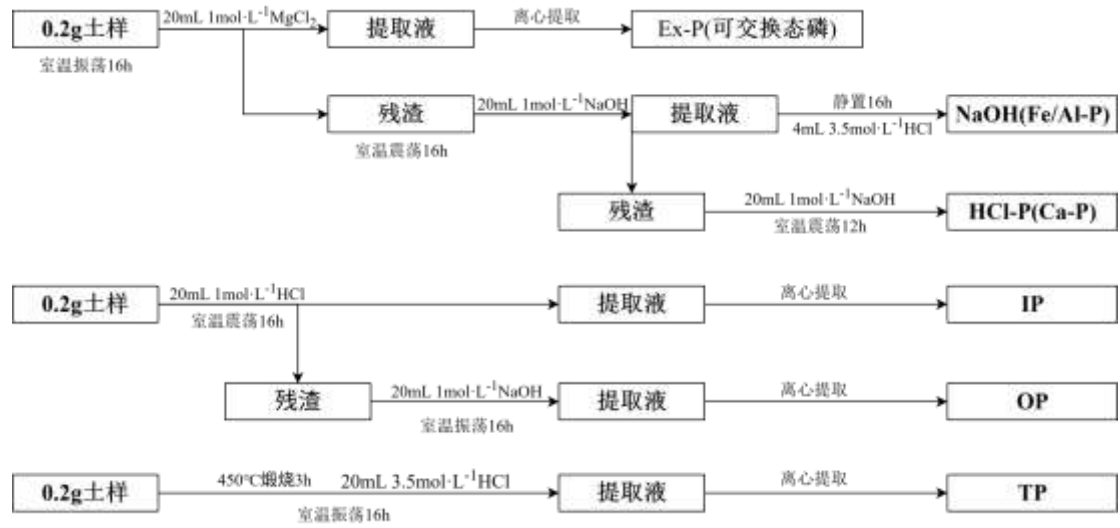 20mL 1mol·L⁻¹MgCl₂
0.2g土样
提取液
离心提取
Ex-P(可交换态磷)
室温振荡16h
残渣
20mL 1mol·L⁻¹NaOH
提取液
静置16h
4mL 3.5mol·L⁻¹HCl
NaOH(Fe/Al-P)
室温震荡16h
残渣
20mL 1mol·L⁻¹NaOH
室温震荡12h
HCl-P(Ca-P)
0.2g土样
20mL 1mol·L⁻¹HCl
室温震荡16h
提取液
离心提取
IP
残渣
20mL 1mol·L⁻¹NaOH
室温振荡16h
提取液
离心提取
OP
0.2g土样
450°C煅烧3h
20mL 3.5mol·L⁻¹HCl
室温振荡16h
提取液
离心提取
TP